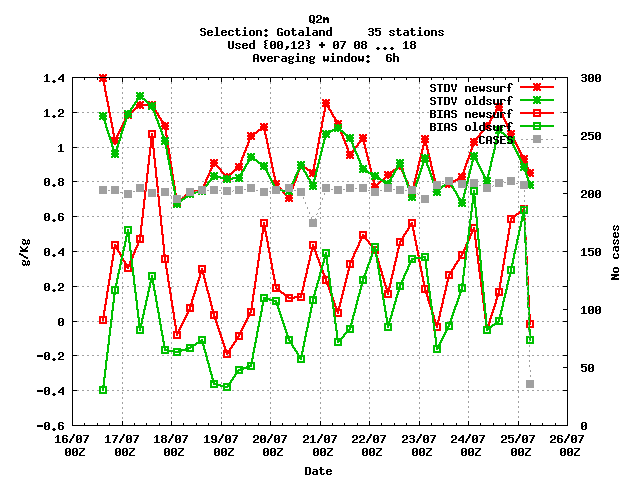 Q2m
Selection: Gotaland     35 stations
Used {00,12} + 07 08 ... 18
Averaging window:  6h
STDV newsurf
STDV oldsurf
BIAS newsurf
BIAS oldsurf
CASES
g/Kg
1.4
1.2
1
0.8
0.6
0.4
0.2
0
-0.2
-0.4
-0.6
No cases
300
250
200
150
100
50
0
16/07 17/07 18/07 19/07 20/07 21/07 22/07 23/07 24/07 25/07 26/07
00Z 00Z 00Z 00Z 00Z 00Z 00Z 00Z 00Z 00Z 00Z
Date